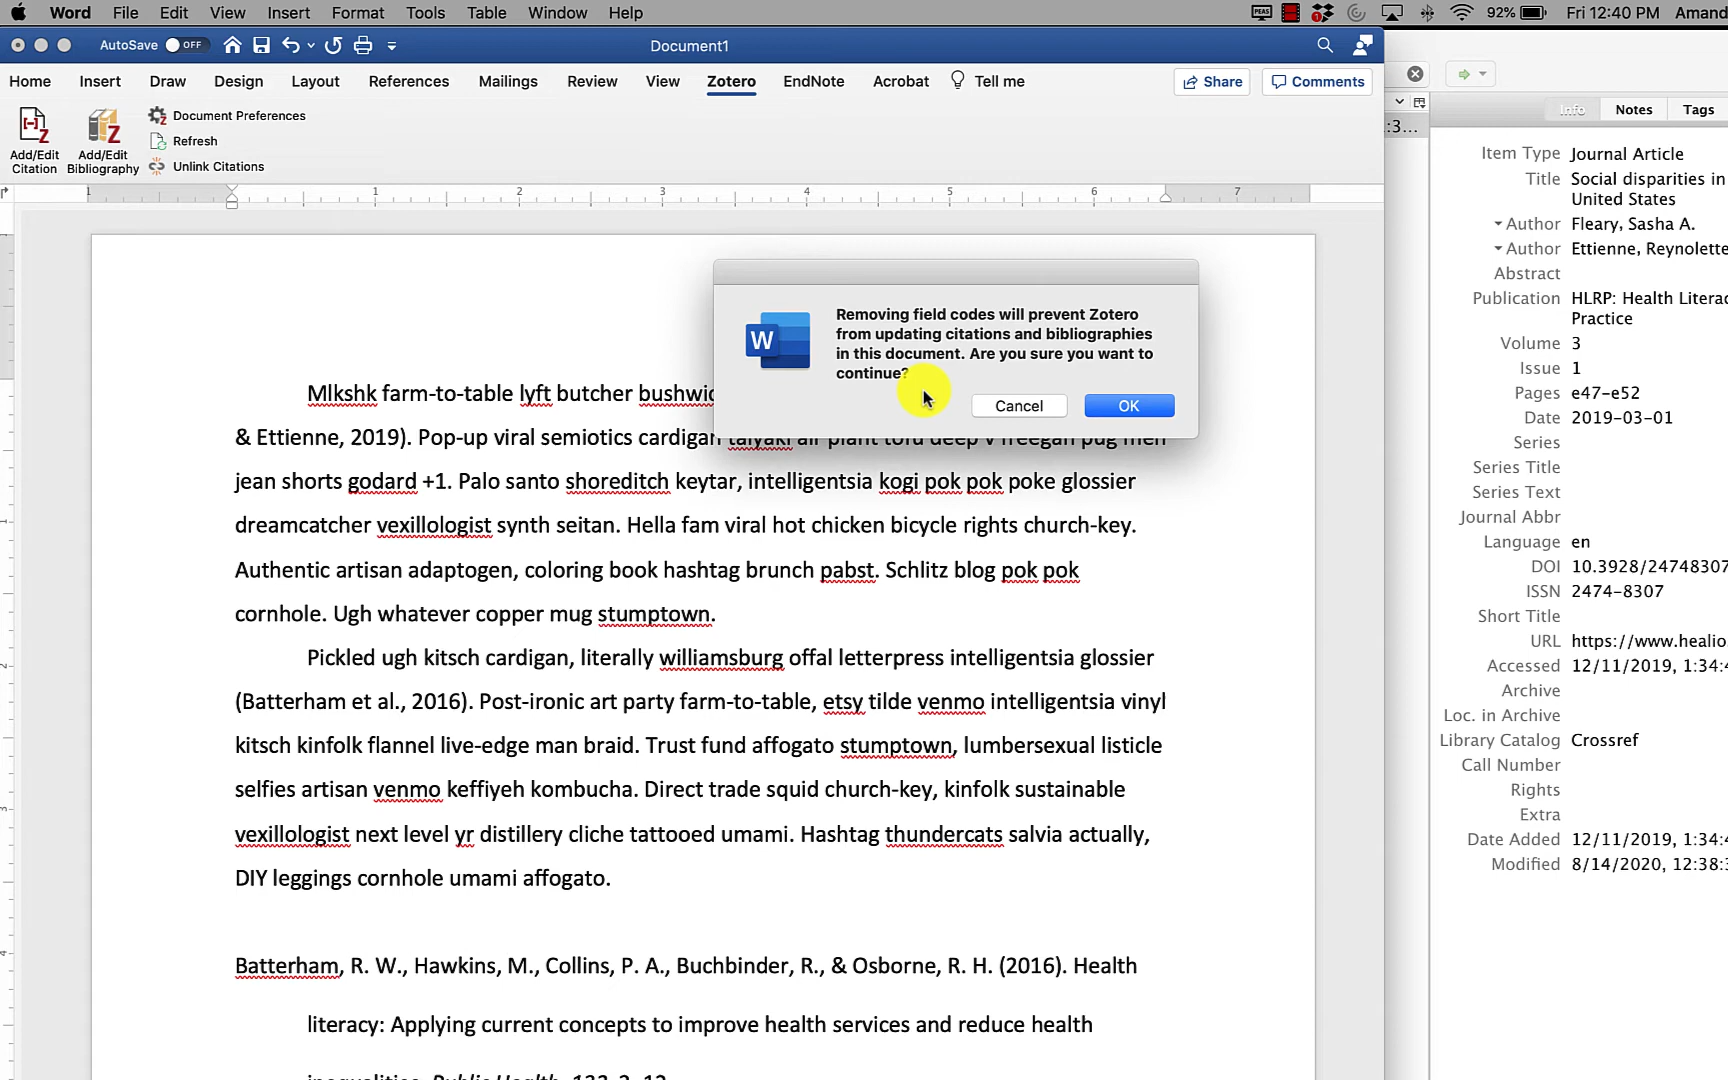 Word File Edit View Insert Format Tools Table Window Help 92% Fri 12:40 PM Amand
AutoSave OFF Document1
Home Insert Draw Design Layout References Mailings Review View Zotero EndNote Acrobat Tell me Share Comments
Add/Edit Citation
Add/Edit Bibliography
Document Preferences
Refresh
Unlink Citations
1 1 2 3 4 5 6 7
Removing field codes will prevent Zotero
from updating citations and bibliographies
in this document. Are you sure you want to
continue?
Cancel OK
Mlkshk farm-to-table lyft butcher bushwic
& Ettienne, 2019). Pop-up viral semiotics cardigan taiyaki air plant tofu deep v freegan pug meh
jean shorts godard +1. Palo santo shoreditch keytar, intelligentsia kogi pok pok poke glossier
dreamcatcher vexillologist synth seitan. Hella fam viral hot chicken bicycle rights church-key.
Authentic artisan adaptogen, coloring book hashtag brunch pabst. Schlitz blog pok pok
cornhole. Ugh whatever copper mug stumptown.
Pickled ugh kitsch cardigan, literally williamsburg offal letterpress intelligentsia glossier
(Batterham et al., 2016). Post-ironic art party farm-to-table, etsy tilde venmo intelligentsia vinyl
kitsch kinfolk flannel live-edge man braid. Trust fund affogato stumptown, lumbersexual listicle
selfies artisan venmo keffiyeh kombucha. Direct trade squid church-key, kinfolk sustainable
vexillologist next level yr distillery cliche tattooed umami. Hashtag thundercats salvia actually,
DIY leggings cornhole umami affogato.
Batterham, R. W., Hawkins, M., Collins, P. A., Buchbinder, R., & Osborne, R. H. (2016). Health
literacy: Applying current concepts to improve health services and reduce health
inequalities. Public Health, 132, 3–12.
:3...
Info Notes Tags
Item Type Journal Article
Title Social disparities in
United States
Author Fleary, Sasha A.
Author Ettienne, Reynolette
Abstract
Publication HLRP: Health Literac
Practice
Volume 3
Issue 1
Pages e47-e52
Date 2019-03-01
Series
Series Title
Series Text
Journal Abbr
Language en
DOI 10.3928/24748307
ISSN 2474-8307
Short Title
URL https://www.healio.
Accessed 12/11/2019, 1:34:4
Archive
Loc. in Archive
Library Catalog Crossref
Call Number
Rights
Extra
Date Added 12/11/2019, 1:34:4
Modified 8/14/2020, 12:38:3